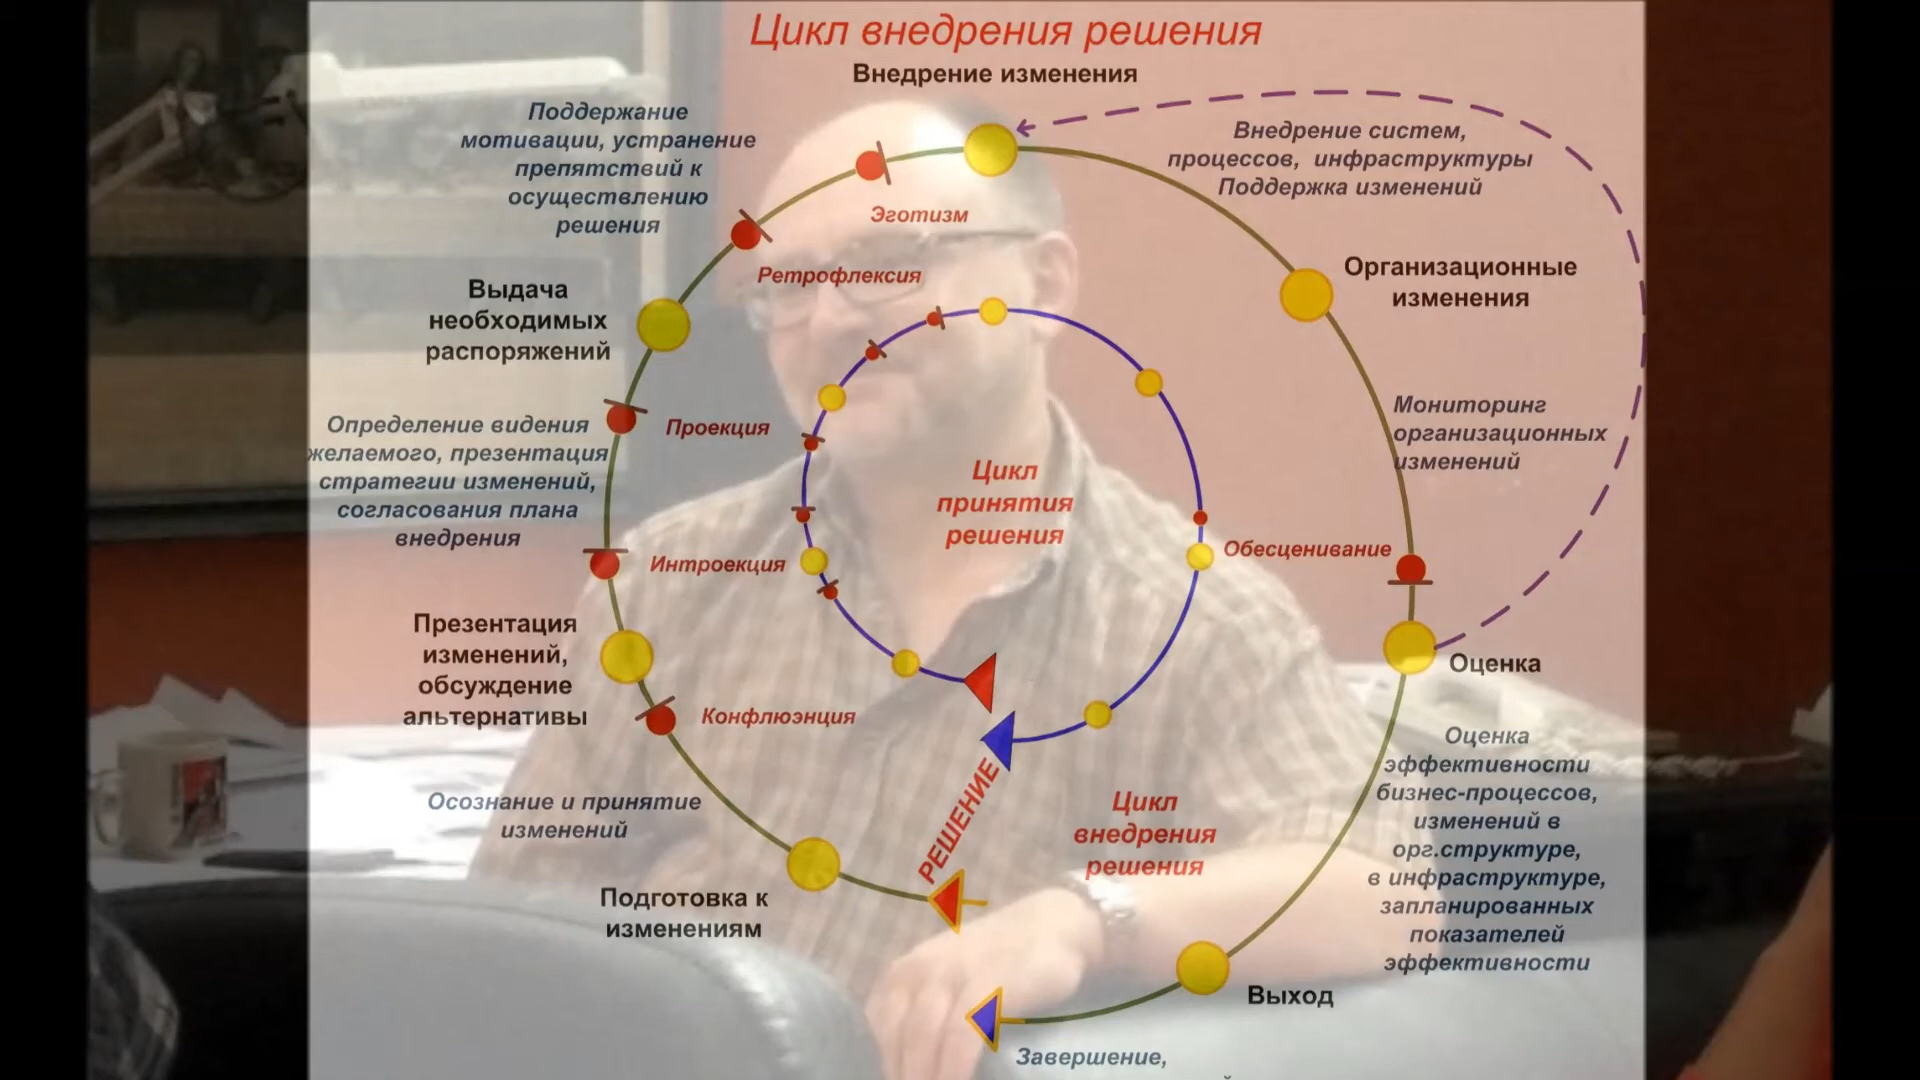 Цикл внедрения решения
Внедрение изменения
Поддержание
мотивации, устранение
препятствий к
осуществлению
решения
Внедрение систем,
процессов, инфраструктуры
Поддержка изменений
Эготизм
Ретрофлексия
Организационные
изменения
Выдача
необходимых
распоряжений
Проекция
Определение видения
желаемого, презентация
стратегии изменений,
согласования плана
внедрения
Мониторинг
организационных
изменений
Цикл
принятия
решения
Интроекция
Обесценивание
Презентация
изменений,
обсуждение
альтернативы
Конфлюэнция
Оценка
Оценка
эффективности
бизнес-процессов,
изменений в
орг.структуре,
в инфраструктуре,
запланированных
показателей
эффективности
Осознание и принятие
изменений
РЕШЕНИЕ
Цикл
внедрения
решения
Подготовка к
изменениям
Выход
Завершение,